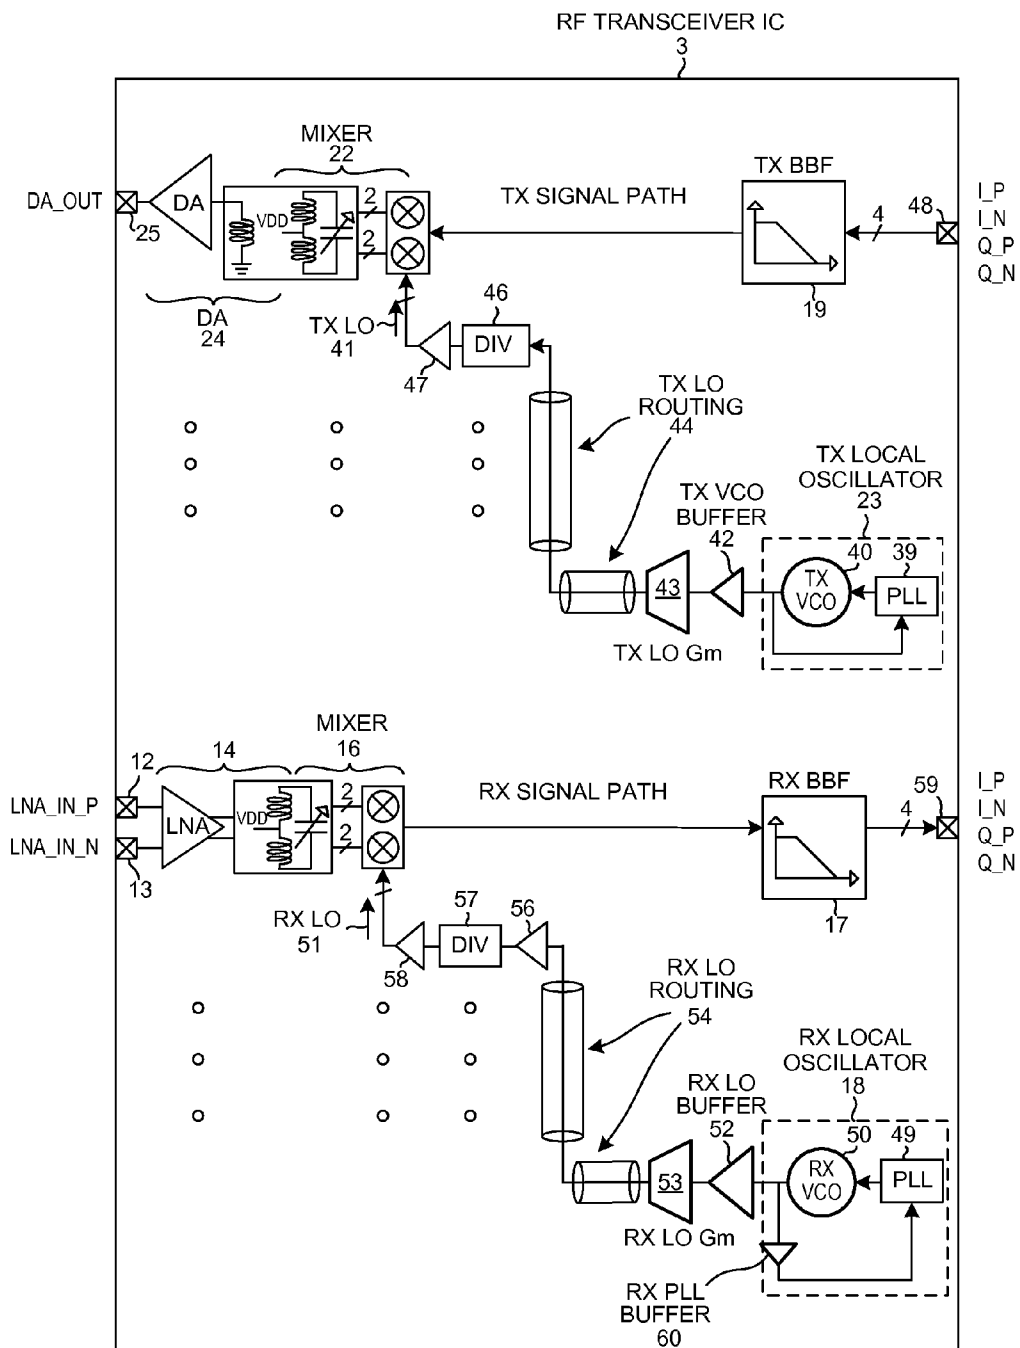 RF TRANSCEIVER IC
3
MIXER
22
TX BBF
DA_OUT
DA
VDD
2
2
TX SIGNAL PATH
4
48
I_P
I_N
Q_P
Q_N
25
19
DA
24
TX LO
41
46
DIV
47
TX LO
ROUTING
44
TX LOCAL
OSCILLATOR
23
TX VCO
BUFFER
42
40
39
TX
VCO
PLL
43
TX LO Gm
MIXER
16
14
12
LNA_IN_P
LNA_IN_N
13
LNA
VDD
2
2
RX SIGNAL PATH
RX BBF
4
59
I_P
I_N
Q_P
Q_N
17
RX LO
51
58
57
DIV
56
RX LO
ROUTING
54
RX LOCAL
OSCILLATOR
18
RX LO
BUFFER
52
50
49
RX
VCO
PLL
53
RX LO Gm
RX PLL
BUFFER
60